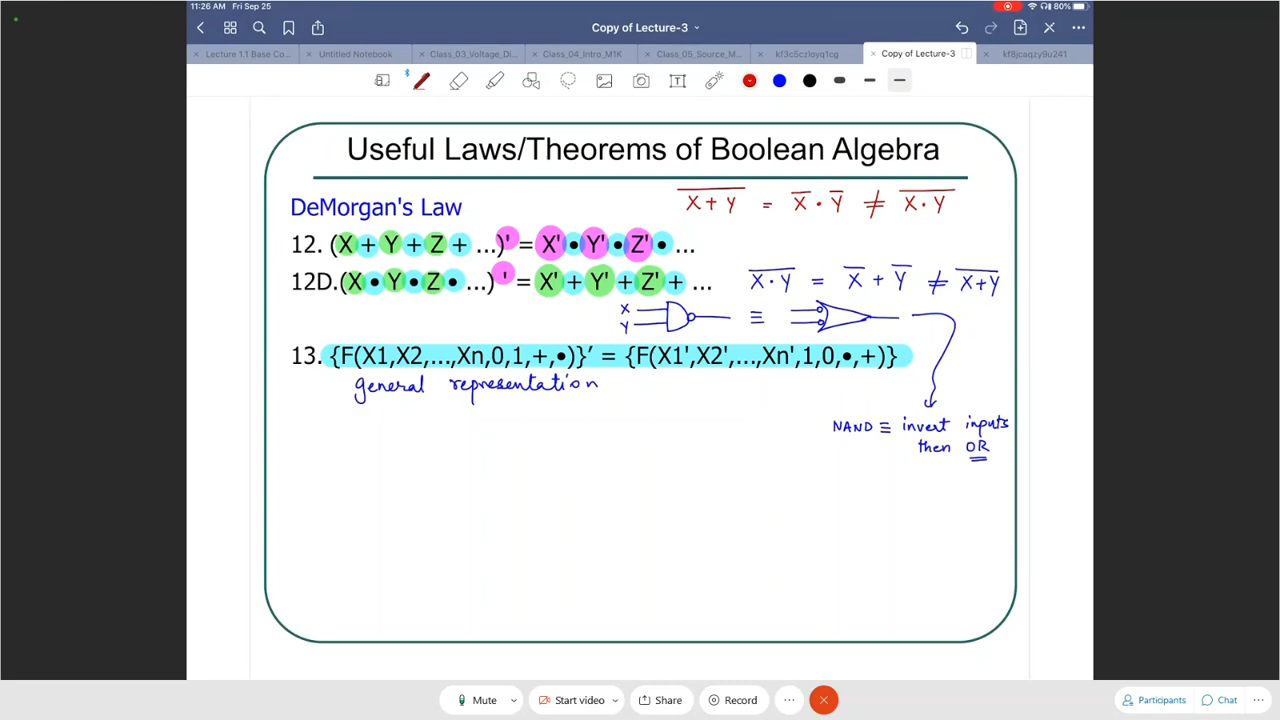 11:26 AM Fri Sep 25 80%
Copy of Lecture-3
Lecture 1.1 Base Co... Untitled Notebook Class_03_Voltage_Di... Class_04_Intro_M1K Class_05_Source_M... kf3c5czloyq1cg Copy of Lecture-3 kf8jcaqzy9u241
Useful Laws/Theorems of Boolean Algebra
DeMorgan's Law
X̅ ̅+̅ ̅Y̅ = X̅ • Y̅ ≠ X̅ ̅•̅ ̅Y̅
12. (X + Y + Z + ...)' = X' • Y' • Z' • ...
12D.(X • Y • Z • ...)' = X' + Y' + Z' + ...
X̅ ̅•̅ ̅Y̅ = X̅ + Y̅ ≠ X̅+̅Y̅
X
Y
≡
13. {F(X1,X2,...,Xn,0,1,+,•)}' = {F(X1',X2',...,Xn',1,0,•,+)}
general representation
NAND ≡ invert inputs
then OR
Mute Start video Share Record ... Participants Chat ...